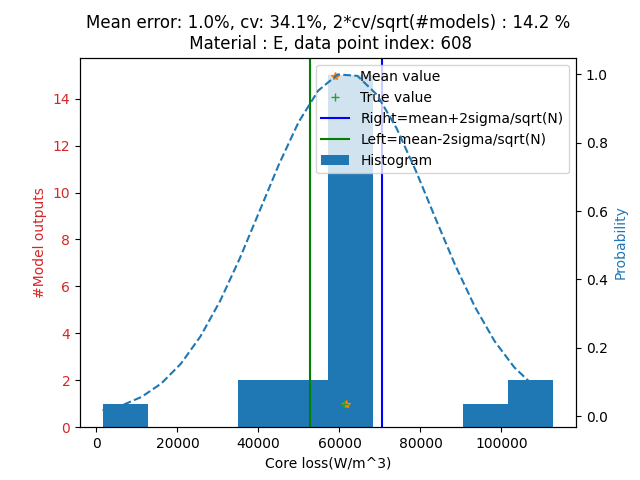 Mean error: 1.0%, cv: 34.1%, 2*cv/sqrt(#models) : 14.2 %
Material : E, data point index: 608
Mean value
True value
Right=mean+2sigma/sqrt(N)
Left=mean-2sigma/sqrt(N)
Histogram
#Model outputs
14
12
10
8
6
4
2
0
1.0
0.8
0.6
0.4
0.2
0.0
Probability
0
20000
40000
60000
80000
100000
Core loss(W/m^3)